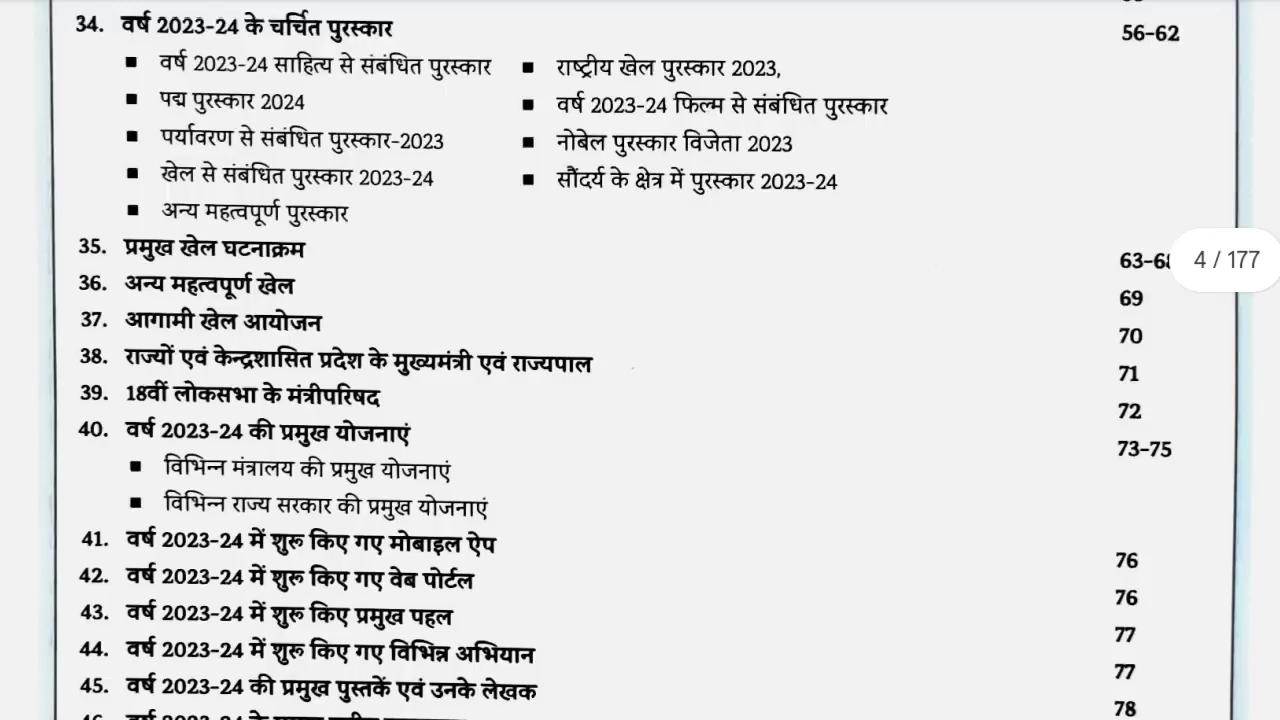 34. वर्ष 2023-24 के चर्चित पुरस्कार 56-62
■ वर्ष 2023-24 साहित्य से संबंधित पुरस्कार ■ राष्ट्रीय खेल पुरस्कार 2023,
■ पद्म पुरस्कार 2024 ■ वर्ष 2023-24 फिल्म से संबंधित पुरस्कार
■ पर्यावरण से संबंधित पुरस्कार-2023 ■ नोबेल पुरस्कार विजेता 2023
■ खेल से संबंधित पुरस्कार 2023-24 ■ सौंदर्य के क्षेत्र में पुरस्कार 2023-24
■ अन्य महत्वपूर्ण पुरस्कार
35. प्रमुख खेल घटनाक्रम 63-68
4 / 177
36. अन्य महत्वपूर्ण खेल 69
37. आगामी खेल आयोजन 70
38. राज्यों एवं केन्द्रशासित प्रदेश के मुख्यमंत्री एवं राज्यपाल 71
39. 18वीं लोकसभा के मंत्रीपरिषद 72
40. वर्ष 2023-24 की प्रमुख योजनाएं 73-75
■ विभिन्न मंत्रालय की प्रमुख योजनाएं
■ विभिन्न राज्य सरकार की प्रमुख योजनाएं
41. वर्ष 2023-24 में शुरू किए गए मोबाइल ऐप 76
42. वर्ष 2023-24 में शुरू किए गए वेब पोर्टल 76
43. वर्ष 2023-24 में शुरू किए प्रमुख पहल 77
44. वर्ष 2023-24 में शुरू किए गए विभिन्न अभियान 77
45. वर्ष 2023-24 की प्रमुख पुस्तकें एवं उनके लेखक 78